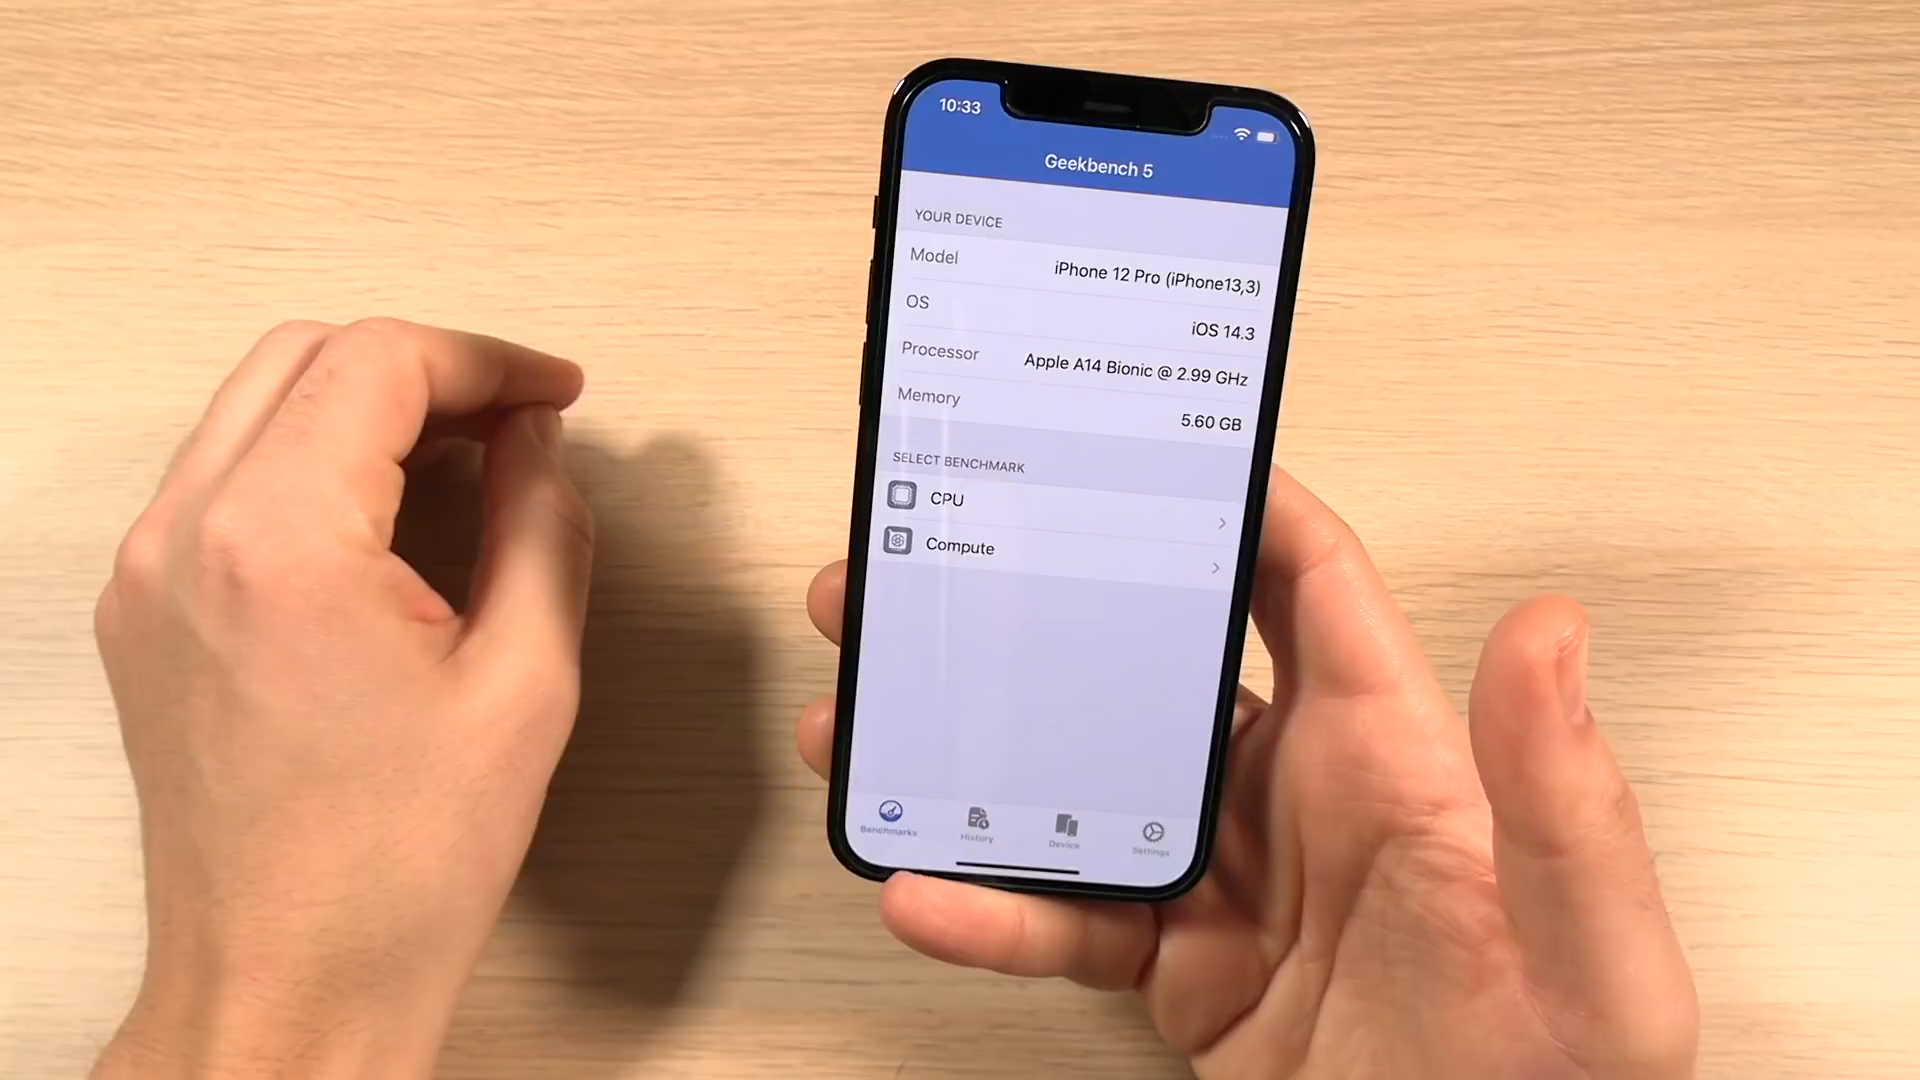 10:33
Geekbench 5
YOUR DEVICE
Model iPhone 12 Pro (iPhone13,3)
OS iOS 14.3
Processor Apple A14 Bionic @ 2.99 GHz
Memory 5.60 GB
SELECT BENCHMARK
CPU
Compute
Benchmarks History Device Settings